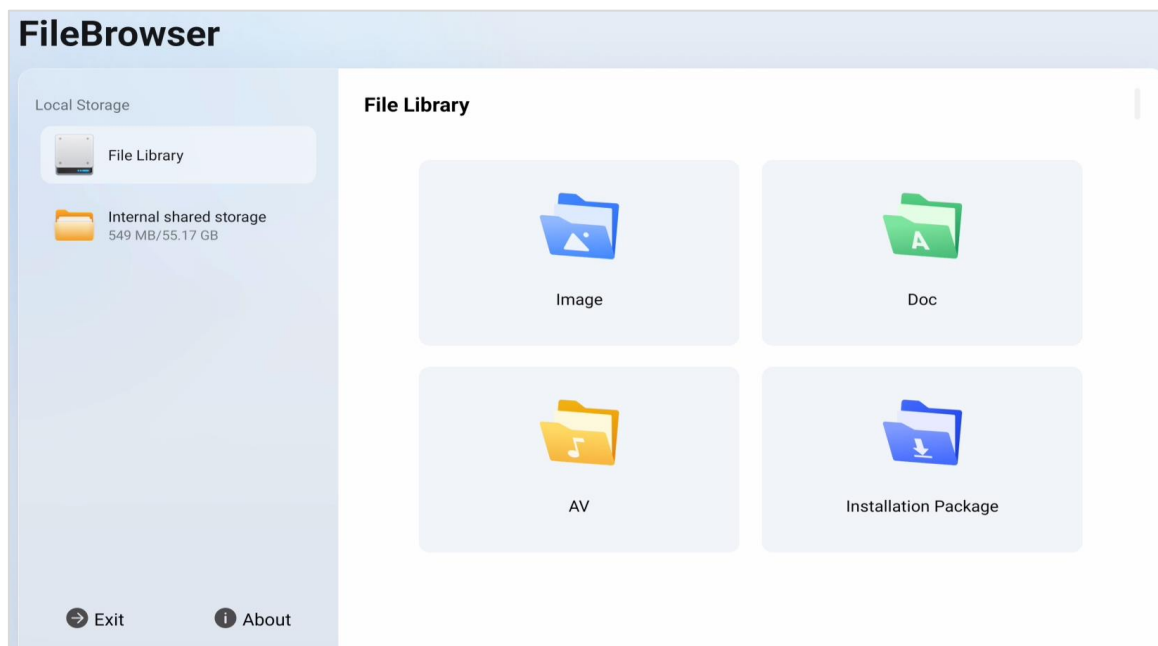 FileBrowser
Local Storage
File Library
Internal shared storage
549 MB/55.17 GB
Exit
About
File Library
Image
Doc
A
AV
Installation Package